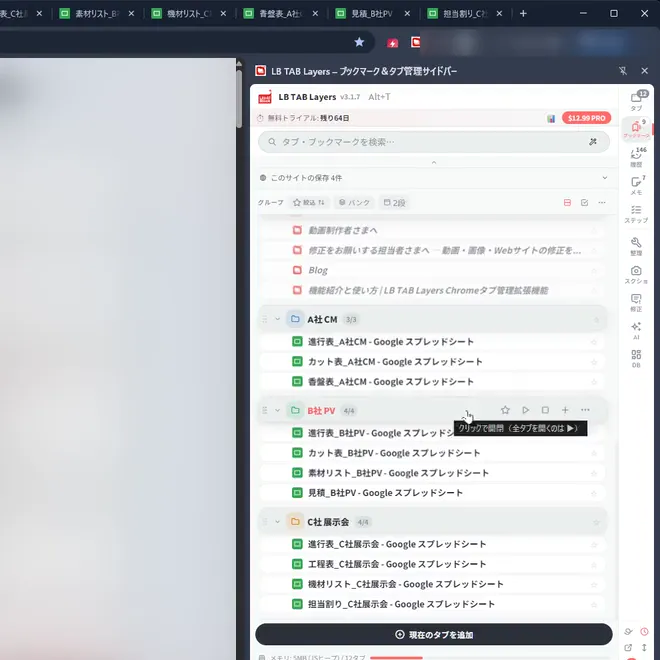 表_C社
素材リスト_B
機材リスト_C
香盤表_A社
見積_B社PV
担当割り_C社
LB TAB Layers – ブックマーク&タブ管理サイドバー
LB TAB Layers v3.1.7 Alt+T
無料トライアル: 残り64日
$12.99 PRO
タブ・ブックマークを検索…
このサイトの保存 4件
グループ
絞込
バンク
2段
動画制作者さまへ
修正をお願いする担当者さまへ – 動画・画像・Webサイトの修正を...
Blog
機能紹介と使い方 | LB TAB Layers Chromeタブ管理拡張機能
A社 CM 3/3
進行表_A社CM - Google スプレッドシート
カット表_A社CM - Google スプレッドシート
香盤表_A社CM - Google スプレッドシート
B社 PV 4/4
クリックで開閉（全タブを開くのは ▶）
進行表_B社PV - Google スプレッドシ
カット表_B社PV - Google スプレッドシート
素材リスト_B社PV - Google スプレッドシート
見積_B社PV - Google スプレッドシート
C社 展示会 4/4
進行表_C社展示会 - Google スプレッドシート
工程表_C社展示会 - Google スプレッドシート
機材リスト_C社展示会 - Google スプレッドシート
担当割り_C社展示会 - Google スプレッドシート
現在のタブを追加
メモリ: 5MB (JSヒープ) / 12タブ
12
タブ
9
ブックマーク
146
履歴
7
メモ
ステップ
整理
スクショ
修正
AI
DB